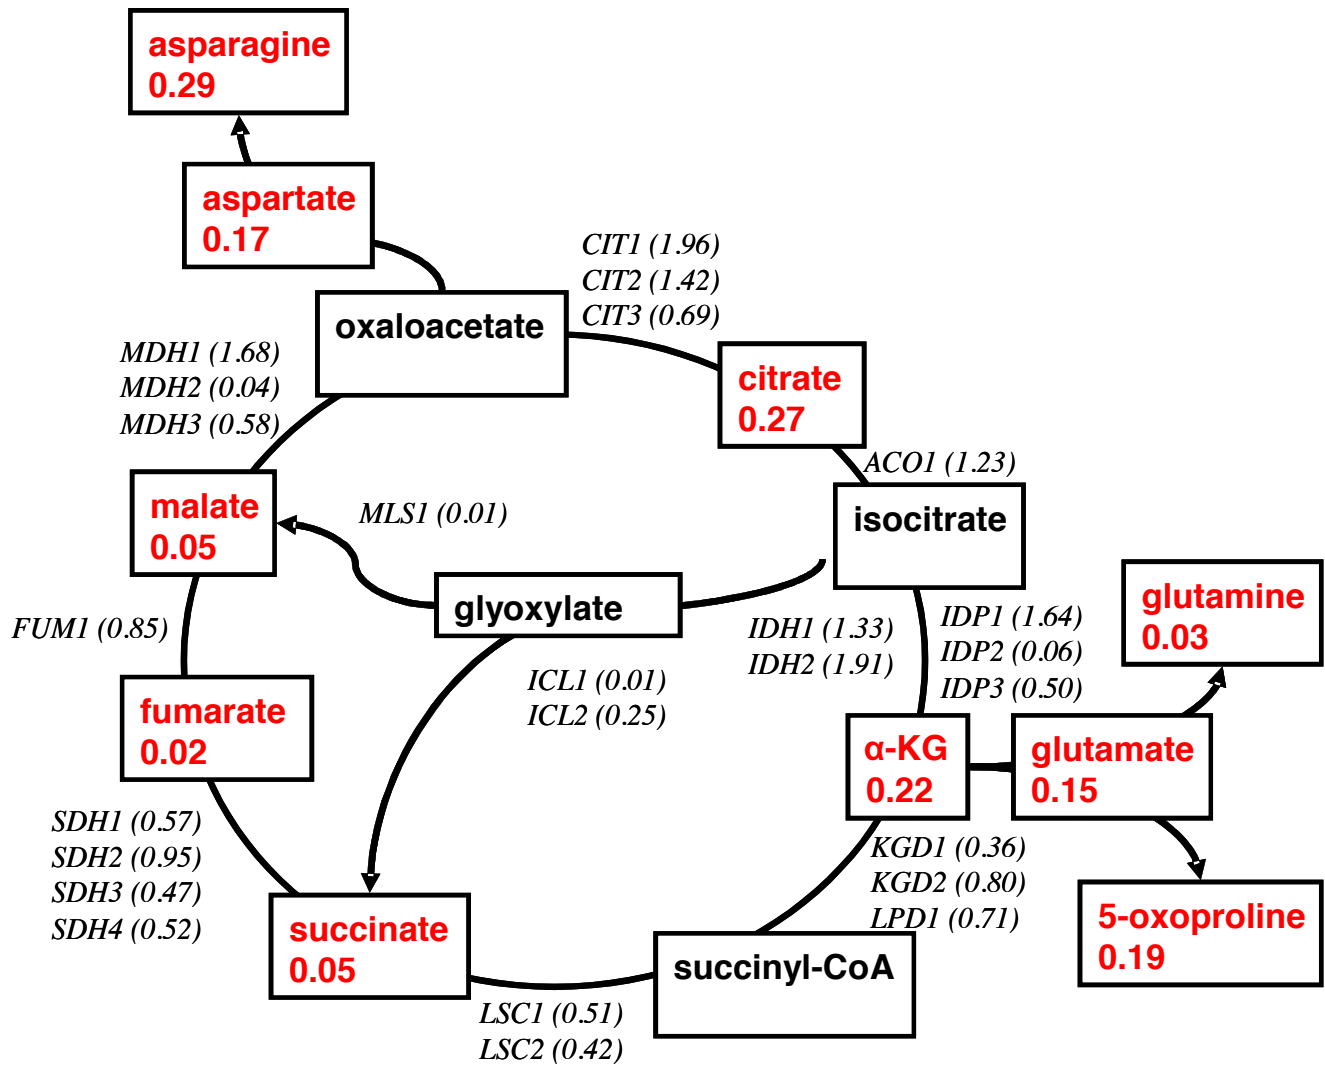 asparagine
0.29
aspartate
0.17
CIT1 (1.96)
CIT2 (1.42)
CIT3 (0.69)
oxaloacetate
MDH1 (1.68)
MDH2 (0.04)
MDH3 (0.58)
citrate
0.27
ACO1 (1.23)
malate
0.05
MLS1 (0.01)
isocitrate
glyoxylate
glutamine
0.03
FUM1 (0.85)
IDH1 (1.33)
IDH2 (1.91)
IDP1 (1.64)
IDP2 (0.06)
IDP3 (0.50)
ICL1 (0.01)
ICL2 (0.25)
fumarate
0.02
α-KG
0.22
glutamate
0.15
SDH1 (0.57)
SDH2 (0.95)
SDH3 (0.47)
SDH4 (0.52)
KGD1 (0.36)
KGD2 (0.80)
LPD1 (0.71)
succinate
0.05
succinyl-CoA
5-oxoproline
0.19
LSC1 (0.51)
LSC2 (0.42)